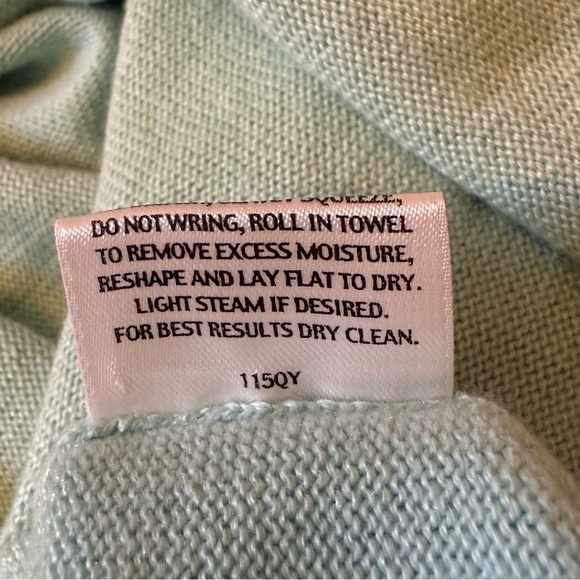 SQUEEZE,
DO NOT WRING, ROLL IN TOWEL
TO REMOVE EXCESS MOISTURE,
RESHAPE AND LAY FLAT TO DRY.
LIGHT STEAM IF DESIRED.
FOR BEST RESULTS DRY CLEAN.
115QY